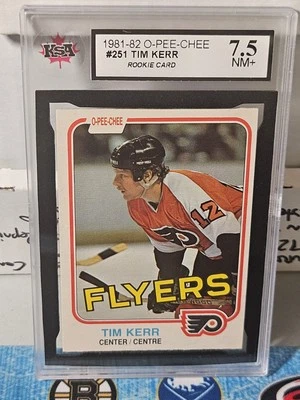 KSA
1981-82 O-PEE-CHEE
#251 TIM KERR
ROOKIE CARD
7.5
NM+
O-PEE-CHEE
12
FLYERS
TIM KERR
CENTER / CENTRE
B